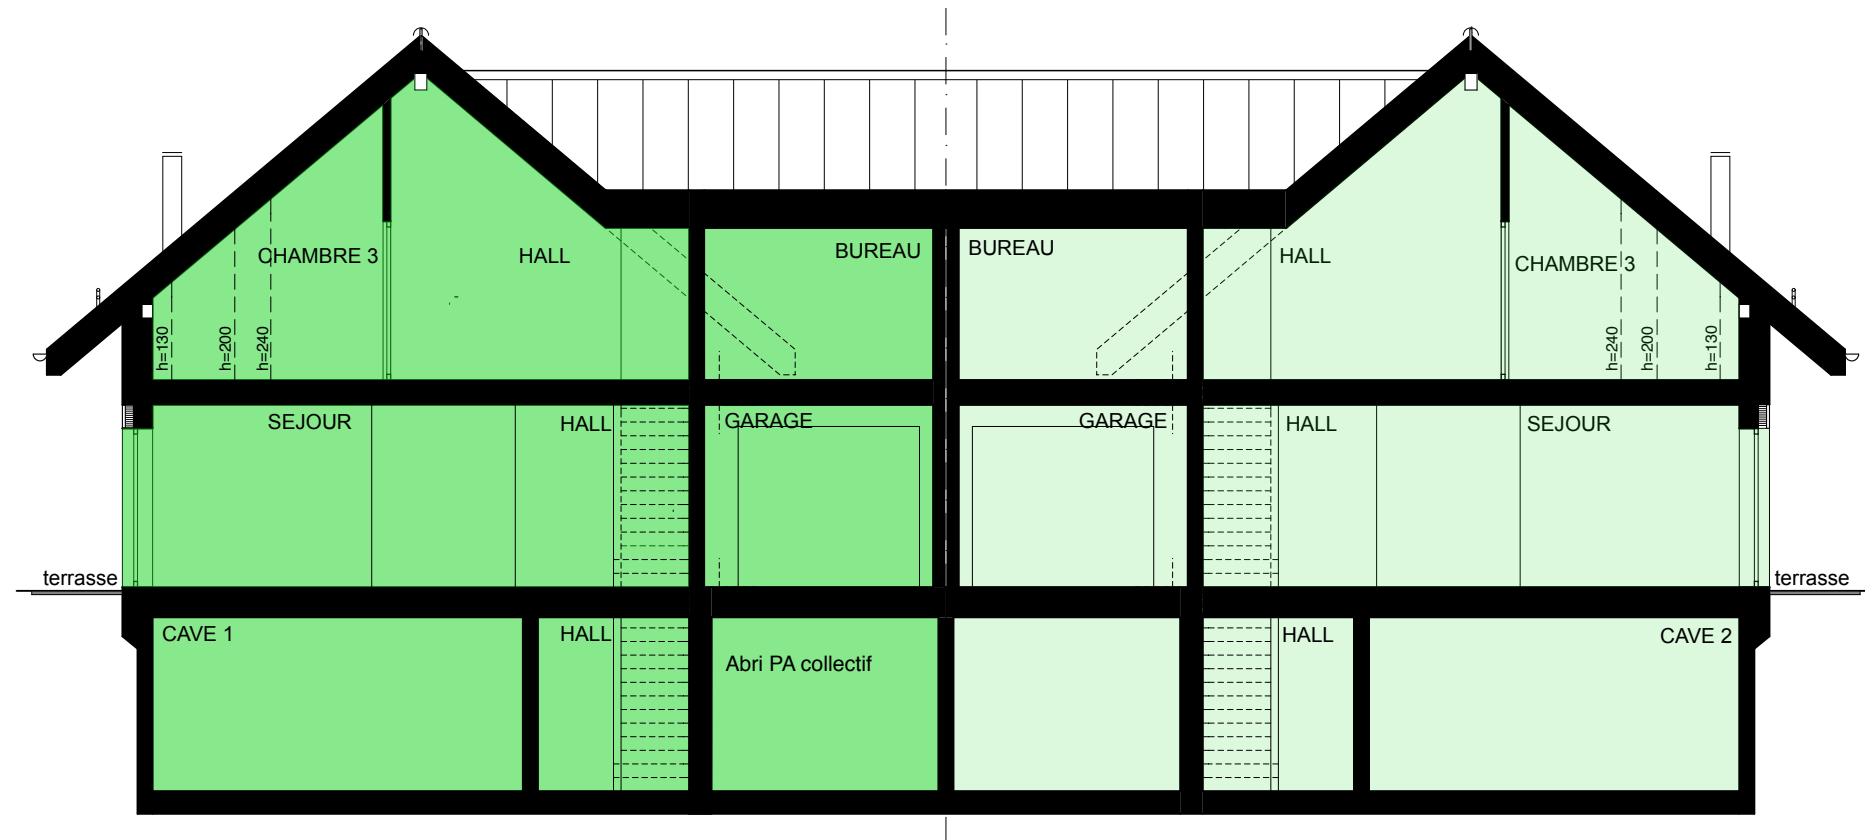 BUREAU
BUREAU
CHAMBRE 3
HALL
HALL
CHAMBRE 3
h=130
h=200
h=240
h=240
h=200
h=130
SEJOUR
HALL
GARAGE
GARAGE
HALL
SEJOUR
terrasse
terrasse
CAVE 1
HALL
HALL
CAVE 2
Abri PA collectif